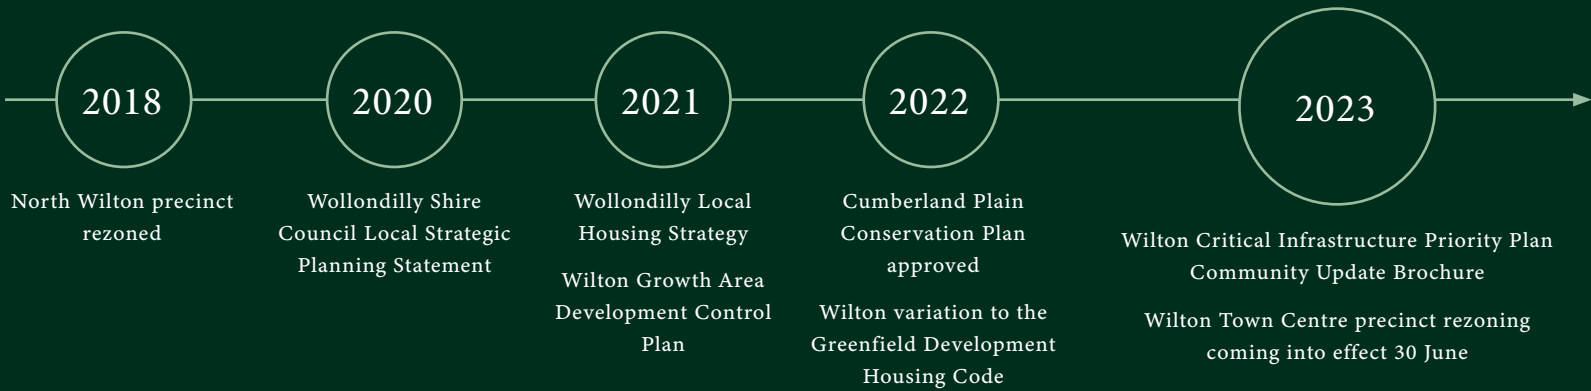 2018
North Wilton precinct
rezoned
2020
Wollondilly Shire
Council Local Strategic
Planning Statement
2021
Wollondilly Local
Housing Strategy
Wilton Growth Area
Development Control
Plan
2022
Cumberland Plain
Conservation Plan
approved
Wilton variation to the
Greenfield Development
Housing Code
2023
Wilton Critical Infrastructure Priority Plan
Community Update Brochure
Wilton Town Centre precinct rezoning
coming into effect 30 June